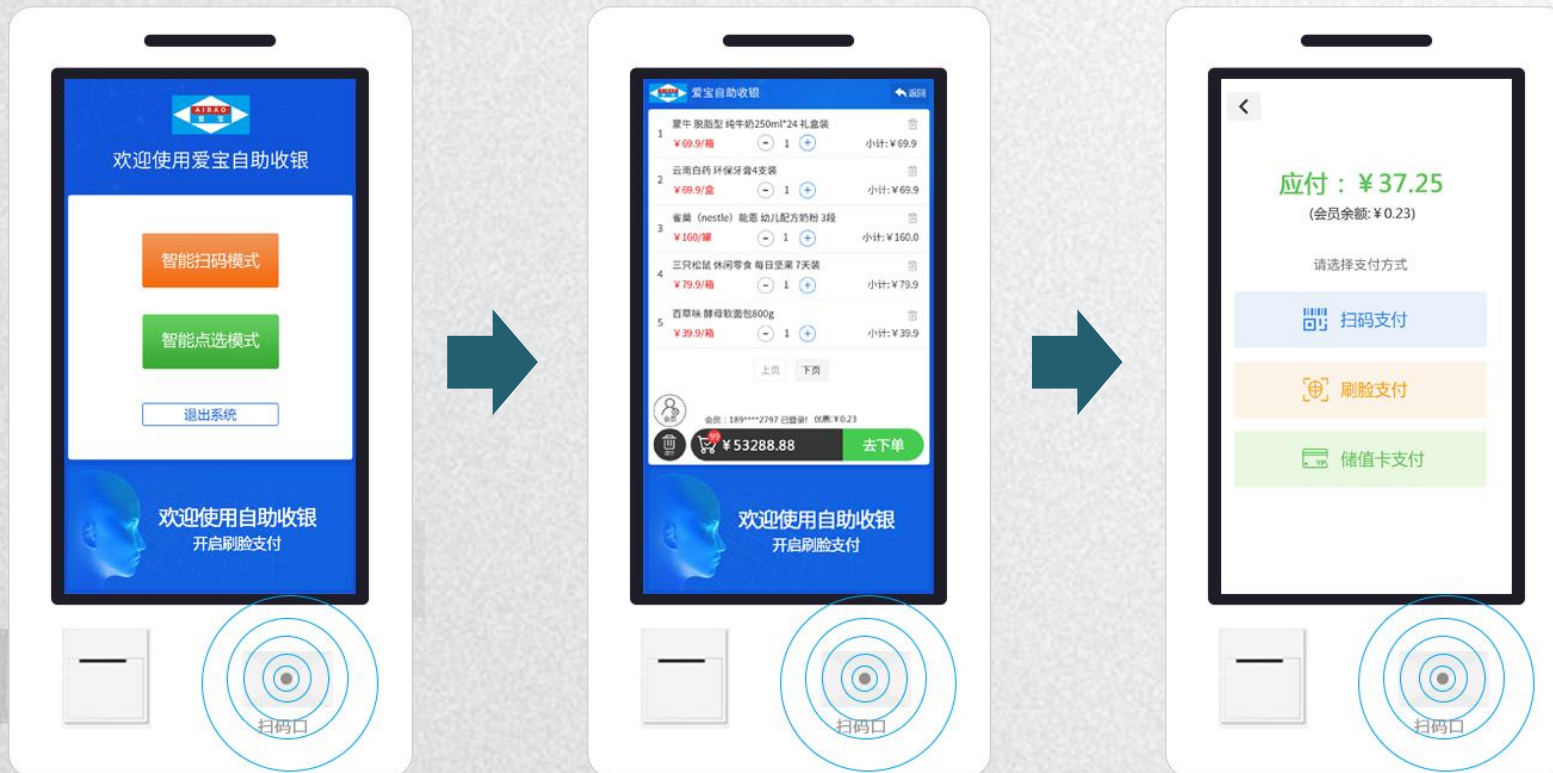 AIBAO
爱 宝
欢迎使用爱宝自助收银
智能扫码模式
智能点选模式
退出系统
欢迎使用自助收银
开启刷脸支付
扫码口
爱宝自助收银
返回
1 蒙牛 脱脂型 纯牛奶250ml*24 礼盒装
¥69.9/箱 - 1 + 小计:¥69.9
2 云南白药 环保牙膏4支装
¥69.9/盒 - 1 + 小计:¥69.9
3 雀巢（nestle）能恩 幼儿配方奶粉 3段
¥160/罐 - 1 + 小计:¥160.0
4 三只松鼠 休闲零食 每日坚果 7天装
¥79.9/箱 - 1 + 小计:¥79.9
5 百草味 酵母软面包800g
¥39.9/箱 - 1 + 小计:¥39.9
上页 下页
会员：189****2797 已登录! 优惠:¥0.23
99
¥53288.88 去下单
欢迎使用自助收银
开启刷脸支付
扫码口
应付：¥37.25
(会员余额:¥0.23)
请选择支付方式
扫码支付
刷脸支付
VIP 储值卡支付
扫码口